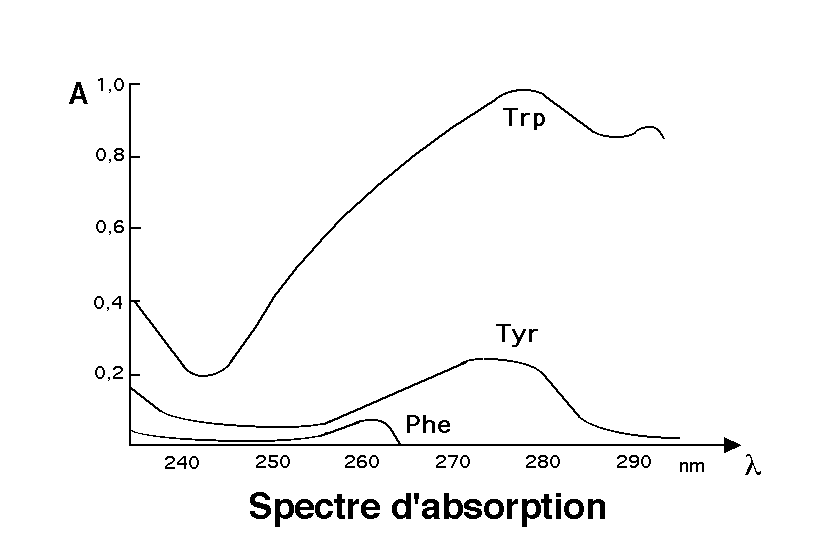 A
1,0
Trp
0,8
0,6
0,4
Tyr
0,2
Phe
240 250 260 270 280 290 nm λ
Spectre d'absorption